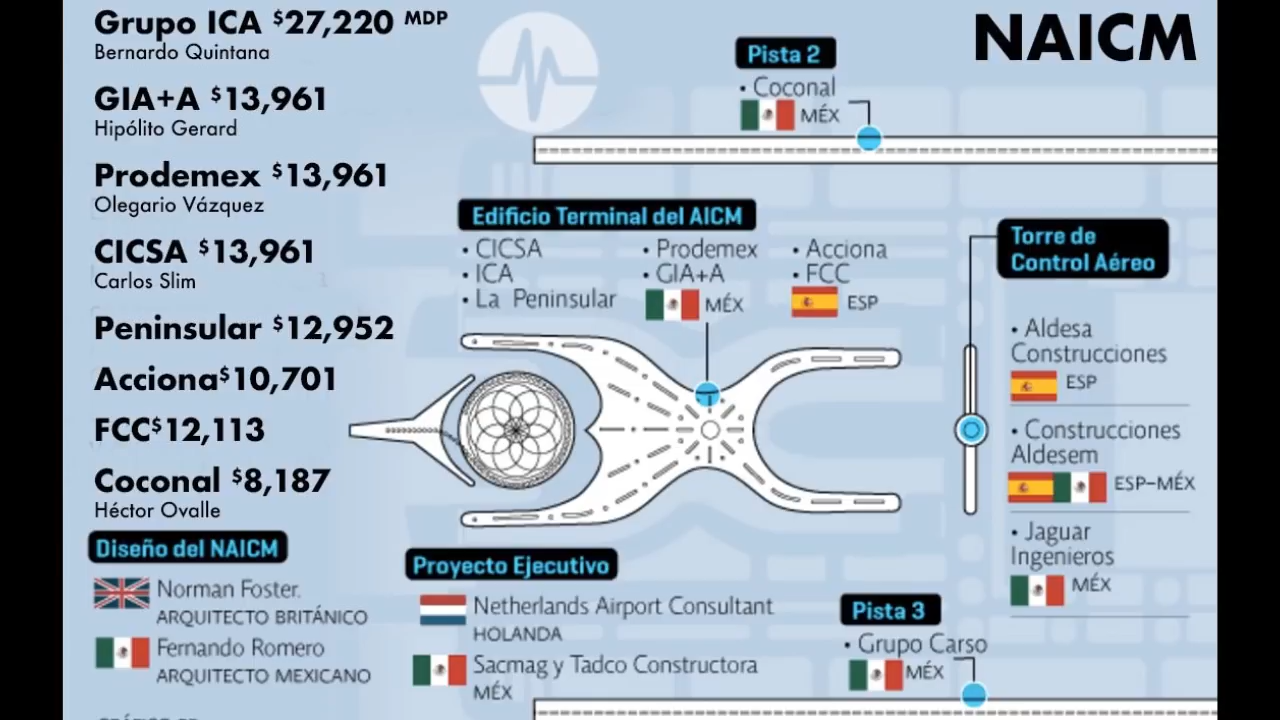 Grupo ICA $27,220 MDP
Bernardo Quintana
GIA+A $13,961
Hipólito Gerard
Prodemex $13,961
Olegario Vázquez
CICSA $13,961
Carlos Slim
Peninsular $12,952
Acciona$10,701
FCC$12,113
Coconal $8,187
Héctor Ovalle
Diseño del NAICM
Norman Foster.
ARQUITECTO BRITÁNICO
Fernando Romero
ARQUITECTO MEXICANO
NAICM
Pista 2
• Coconal
MÉX
Edificio Terminal del AICM
• CICSA
• ICA
• La Peninsular
• Prodemex
• GIA+A
MÉX
• Acciona
• FCC
ESP
Torre de
Control Aéreo
• Aldesa
Construcciones
ESP
• Construcciones
Aldesem
ESP-MÉX
• Jaguar
Ingenieros
MÉX
Proyecto Ejecutivo
Netherlands Airport Consultant
HOLANDA
Sacmag y Tadco Constructora
MÉX
Pista 3
• Grupo Carso
MÉX